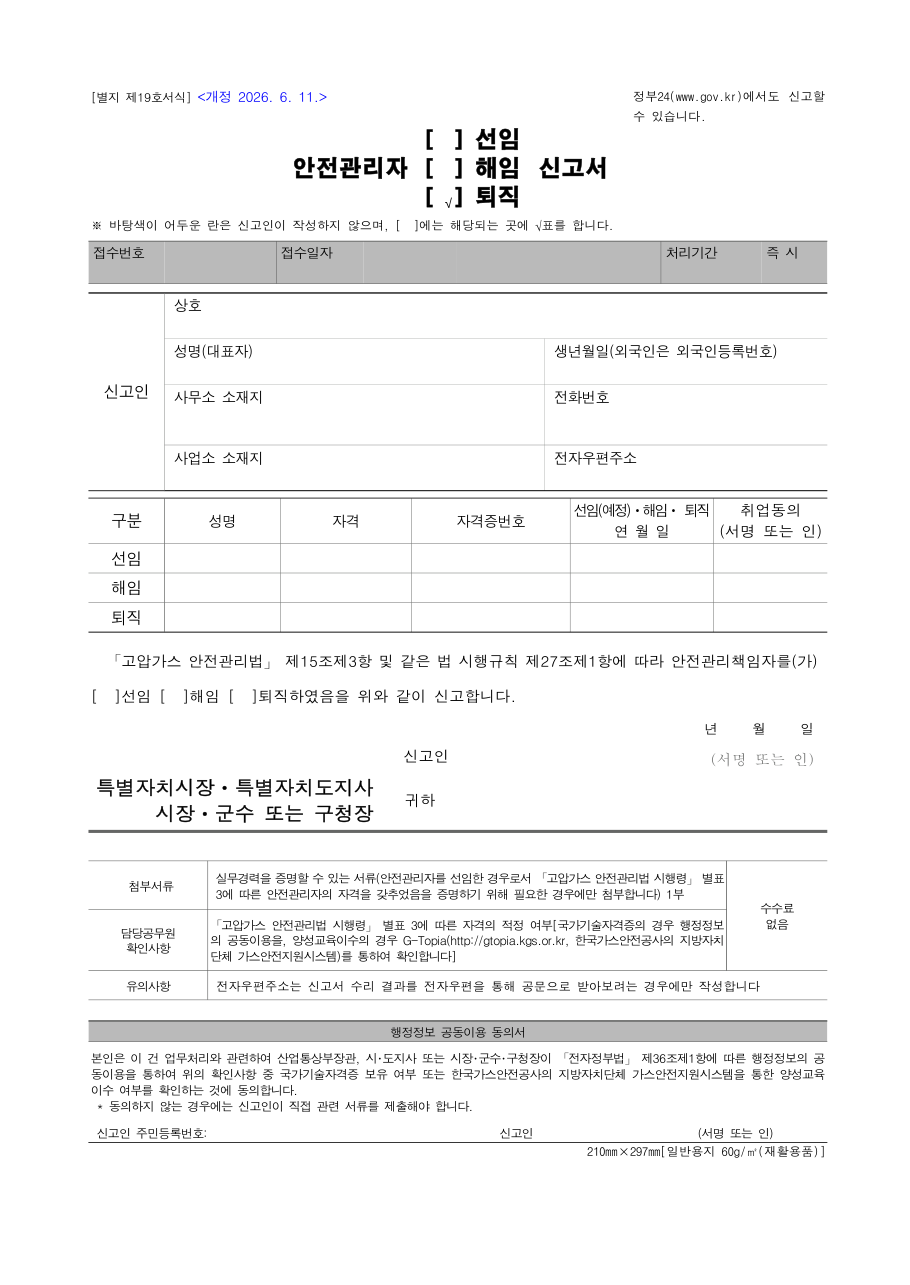 [별지 제19호서식] <개정 2026. 6. 11.>
정부24(www.gov.kr)에서도 신고할
수 있습니다.
[ ] 선임
안전관리자 [ ] 해임 신고서
[ √] 퇴직
※ 바탕색이 어두운 란은 신고인이 작성하지 않으며, [ ]에는 해당되는 곳에 √표를 합니다.
접수번호 접수일자 처리기간 즉 시
상호
성명(대표자) 생년월일(외국인은 외국인등록번호)
신고인
사무소 소재지 전화번호
사업소 소재지 전자우편주소
구분 성명 자격 자격증번호 선임(예정)·해임· 퇴직
연 월 일
취업동의
(서명 또는 인)
선임
해임
퇴직
「고압가스 안전관리법」 제15조제3항 및 같은 법 시행규칙 제27조제1항에 따라 안전관리책임자를(가)
[ ]선임 [ ]해임 [ ]퇴직하였음을 위와 같이 신고합니다.
년 월 일
신고인 (서명 또는 인)
특별자치시장·특별자치도지사
시장·군수 또는 구청장
귀하
첨부서류
실무경력을 증명할 수 있는 서류(안전관리자를 선임한 경우로서 「고압가스 안전관리법 시행령」 별표
3에 따른 안전관리자의 자격을 갖추었음을 증명하기 위해 필요한 경우에만 첨부합니다) 1부
수수료
없음
담당공무원
확인사항
「고압가스 안전관리법 시행령」 별표 3에 따른 자격의 적정 여부[국가기술자격증의 경우 행정정보
의 공동이용을, 양성교육이수의 경우 G-Topia(http://gtopia.kgs.or.kr, 한국가스안전공사의 지방자치
단체 가스안전지원시스템)를 통하여 확인합니다]
유의사항 전자우편주소는 신고서 수리 결과를 전자우편을 통해 공문으로 받아보려는 경우에만 작성합니다
행정정보 공동이용 동의서
본인은 이 건 업무처리와 관련하여 산업통상부장관, 시·도지사 또는 시장·군수·구청장이 「전자정부법」 제36조제1항에 따른 행정정보의 공
동이용을 통하여 위의 확인사항 중 국가기술자격증 보유 여부 또는 한국가스안전공사의 지방자치단체 가스안전지원시스템을 통한 양성교육
이수 여부를 확인하는 것에 동의합니다.
* 동의하지 않는 경우에는 신고인이 직접 관련 서류를 제출해야 합니다.
신고인 주민등록번호: 신고인 (서명 또는 인)
210㎜×297㎜[일반용지 60g/㎡(재활용품)]